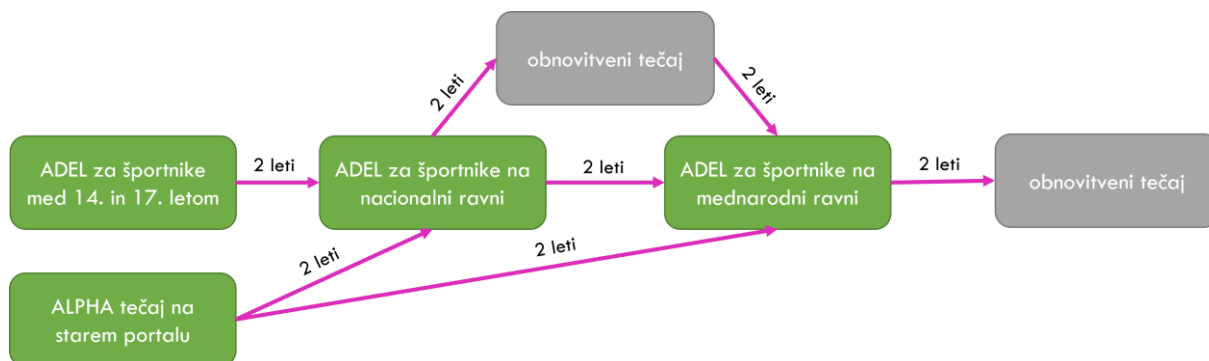 obnovitveni tečaj
2 leti
2 leti
ADEL za športnike
med 14. in 17. letom
2 leti
ADEL za športnike na
nacionalni ravni
2 leti
ADEL za športnike na
mednarodni ravni
2 leti
obnovitveni tečaj
2 leti
2 leti
ALPHA tečaj na
starem portalu